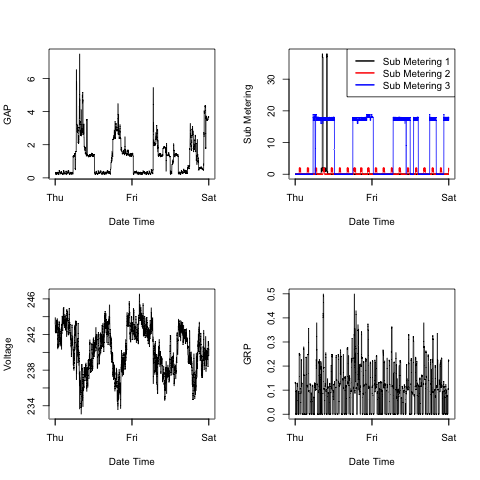 GAP
0 2 4 6
Thu Fri Sat
Date Time
Sub Metering
0 10 20 30
Sub Metering 1
Sub Metering 2
Sub Metering 3
Thu Fri Sat
Date Time
Voltage
234 238 242 246
Thu Fri Sat
Date Time
GRP
0.0 0.1 0.2 0.3 0.4 0.5
Thu Fri Sat
Date Time